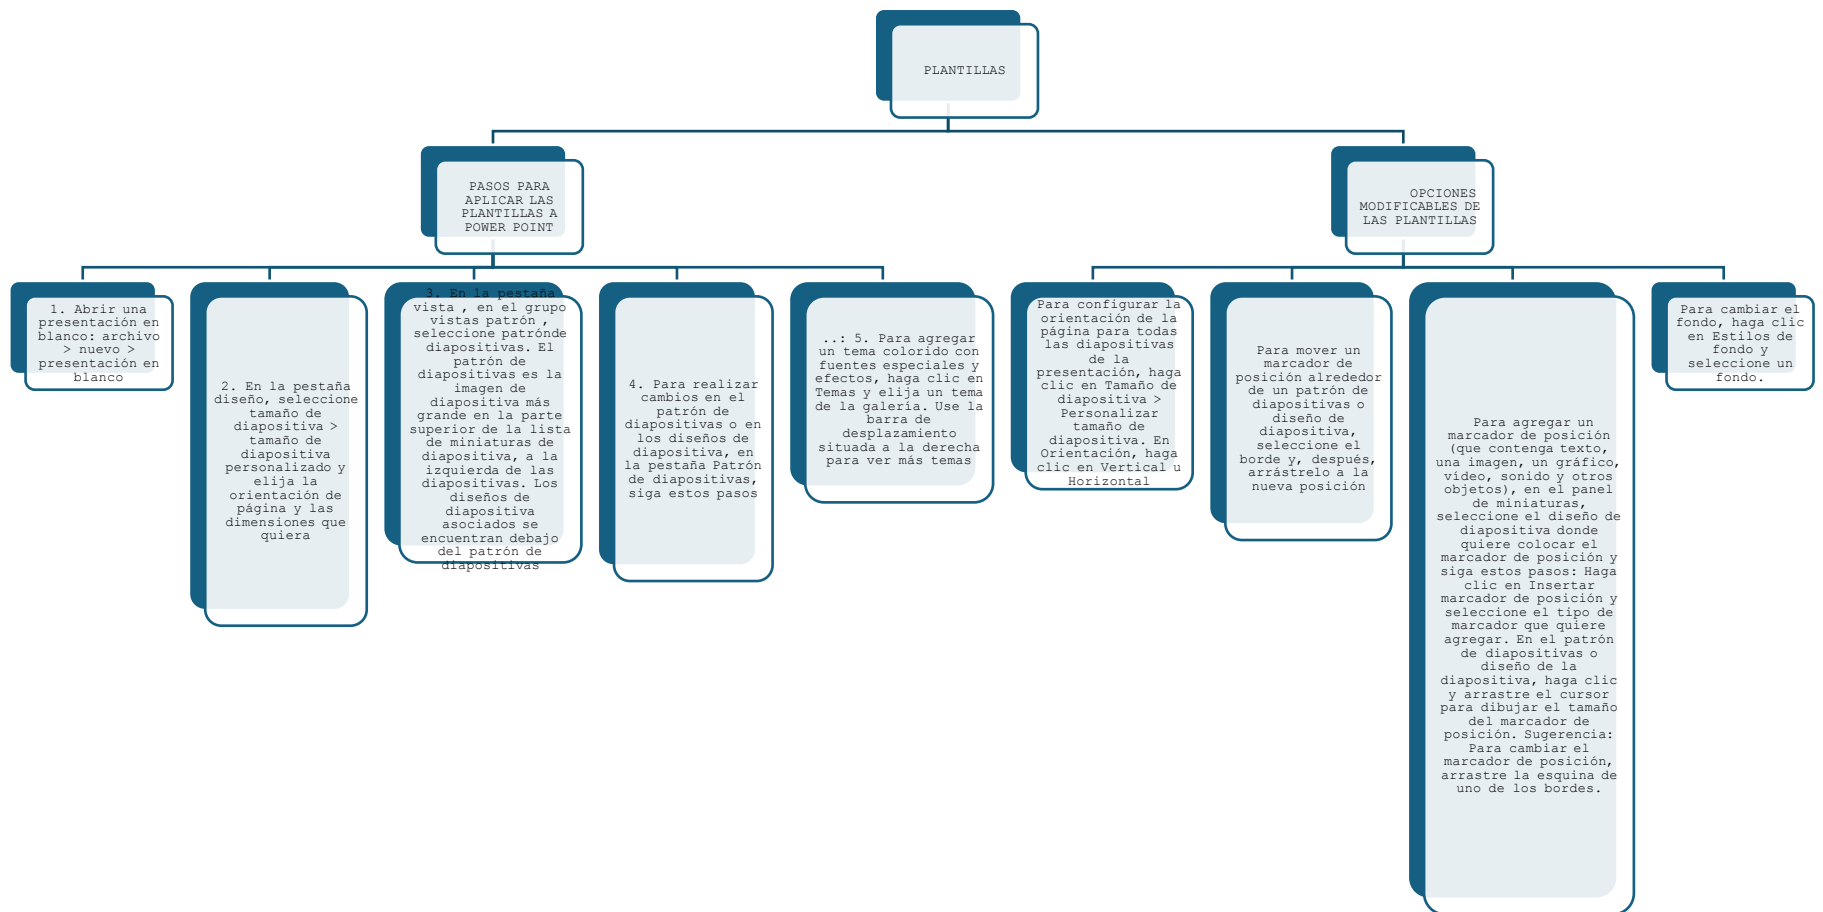 PLANTILLAS
PASOS PARA
APLICAR LAS
PLANTILLAS A
POWER POINT
OPCIONES
MODIFICABLES DE
LAS PLANTILLAS
1. Abrir una
presentación en
blanco: archivo
> nuevo >
presentación en
blanco
2. En la pestaña
diseño, seleccione
tamaño de
diapositiva >
tamaño de
diapositiva
personalizado y
elija la
orientación de
página y las
dimensiones que
quiera
3. En la pestaña
vista , en el grupo
vistas patrón ,
seleccione patrónde
diapositivas. El
patrón de
diapositivas es la
imagen de
diapositiva más
grande en la parte
superior de la lista
de miniaturas de
diapositiva, a la
izquierda de las
diapositivas. Los
diseños de
diapositiva
asociados se
encuentran debajo
del patrón de
diapositivas
4. Para realizar
cambios en el
patrón de
diapositivas o en
los diseños de
diapositiva, en
la pestaña Patrón
de diapositivas,
siga estos pasos
..: 5. Para agregar
un tema colorido con
fuentes especiales y
efectos, haga clic en
Temas y elija un tema
de la galería. Use la
barra de
desplazamiento
situada a la derecha
para ver más temas
Para configurar la
orientación de la
página para todas
las diapositivas
de la
presentación, haga
clic en Tamaño de
diapositiva >
Personalizar
tamaño de
diapositiva. En
Orientación, haga
clic en Vertical u
Horizontal
Para mover un
marcador de
posición alrededor
de un patrón de
diapositivas o
diseño de
diapositiva,
seleccione el
borde y, después,
arrástrelo a la
nueva posición
Para agregar un
marcador de posición
(que contenga texto,
una imagen, un gráfico,
vídeo, sonido y otros
objetos), en el panel
de miniaturas,
seleccione el diseño de
diapositiva donde
quiere colocar el
marcador de posición y
siga estos pasos: Haga
clic en Insertar
marcador de posición y
seleccione el tipo de
marcador que quiere
agregar. En el patrón
de diapositivas o
diseño de la
diapositiva, haga clic
y arrastre el cursor
para dibujar el tamaño
del marcador de
posición. Sugerencia:
Para cambiar el
marcador de posición,
arrastre la esquina de
uno de los bordes.
Para cambiar el
fondo, haga clic
en Estilos de
fondo y
seleccione un
fondo.